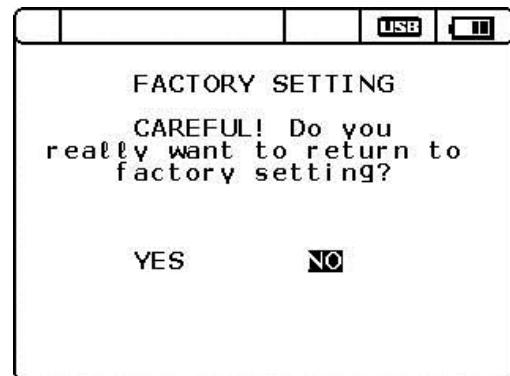 USB
FACTORY SETTING
CAREFUL! Do you
really want to return to
factory setting?
YES NO